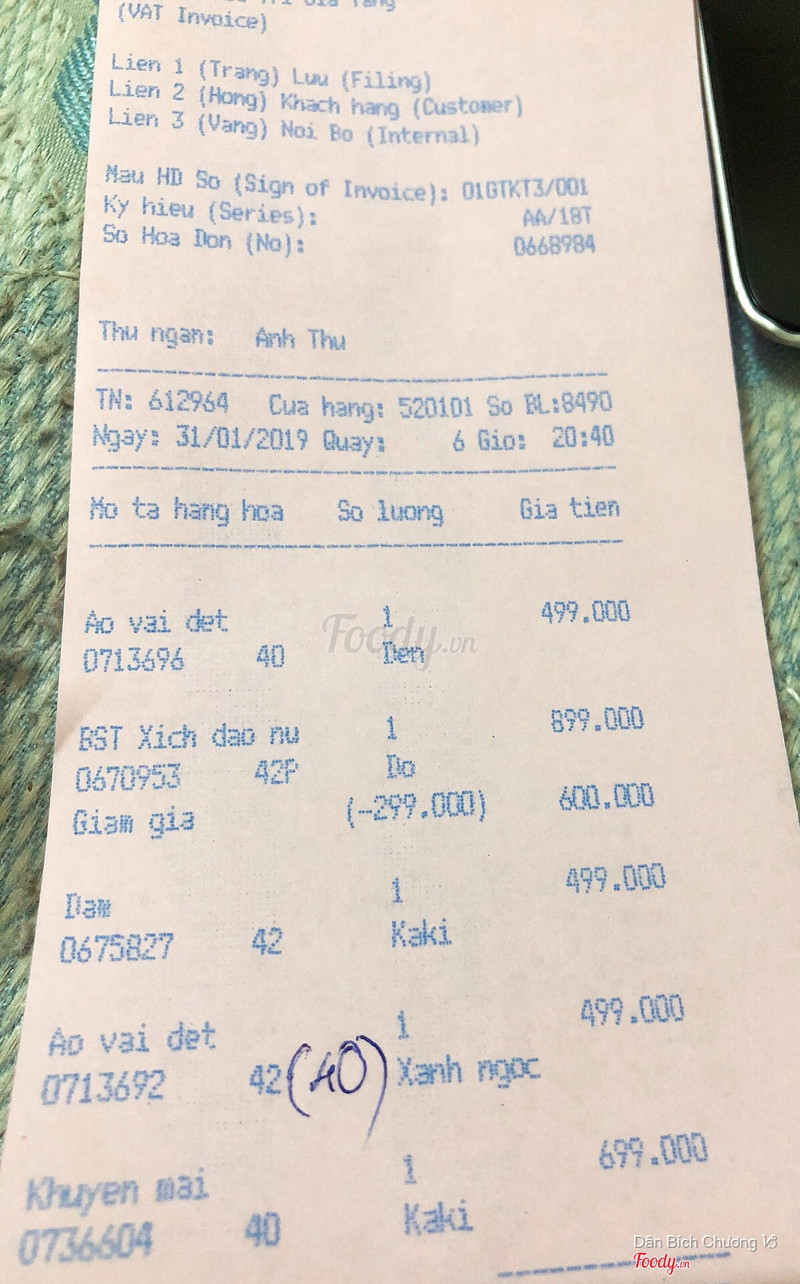 Tri Gia Tang
(VAT Invoice)
Lien 1 (Trang) Luu (Filing)
Lien 2 (Hong) Khach hang (Customer)
Lien 3 (Vang) Noi Bo (Internal)
Mau HD So (Sign of Invoice): 01GTKT3/001
Ky hieu (Series): AA/18T
So Hoa Don (No): 0668984
Thu ngan: Anh Thu
TN: 612964 Cua hang: 520101 So BL:8490
Ngay: 31/01/2019 Quay: 6 Gio: 20:40
Mo ta hang hoa So luong Gia tien
Ao vai det 1 499.000
0713696 40 Den
BST Xich dao nu 1 899.000
0670953 42P Do
Giam gia (-299.000) 600.000
Dam 1 499.000
0675827 42 Kaki
Ao vai det 1 499.000
0713692 42 (40) Xanh ngoc
Khuyen mai 1 699.000
0736604 40 Kaki
Foody.vn
Dân Bích Chương
Foody.vn